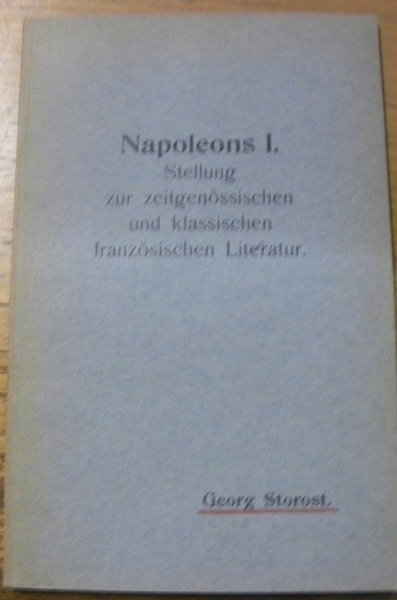 Napoleons I.
Stellung
zur zeitgenössischen
und klassischen
französischen Literatur.
Georg Storost.